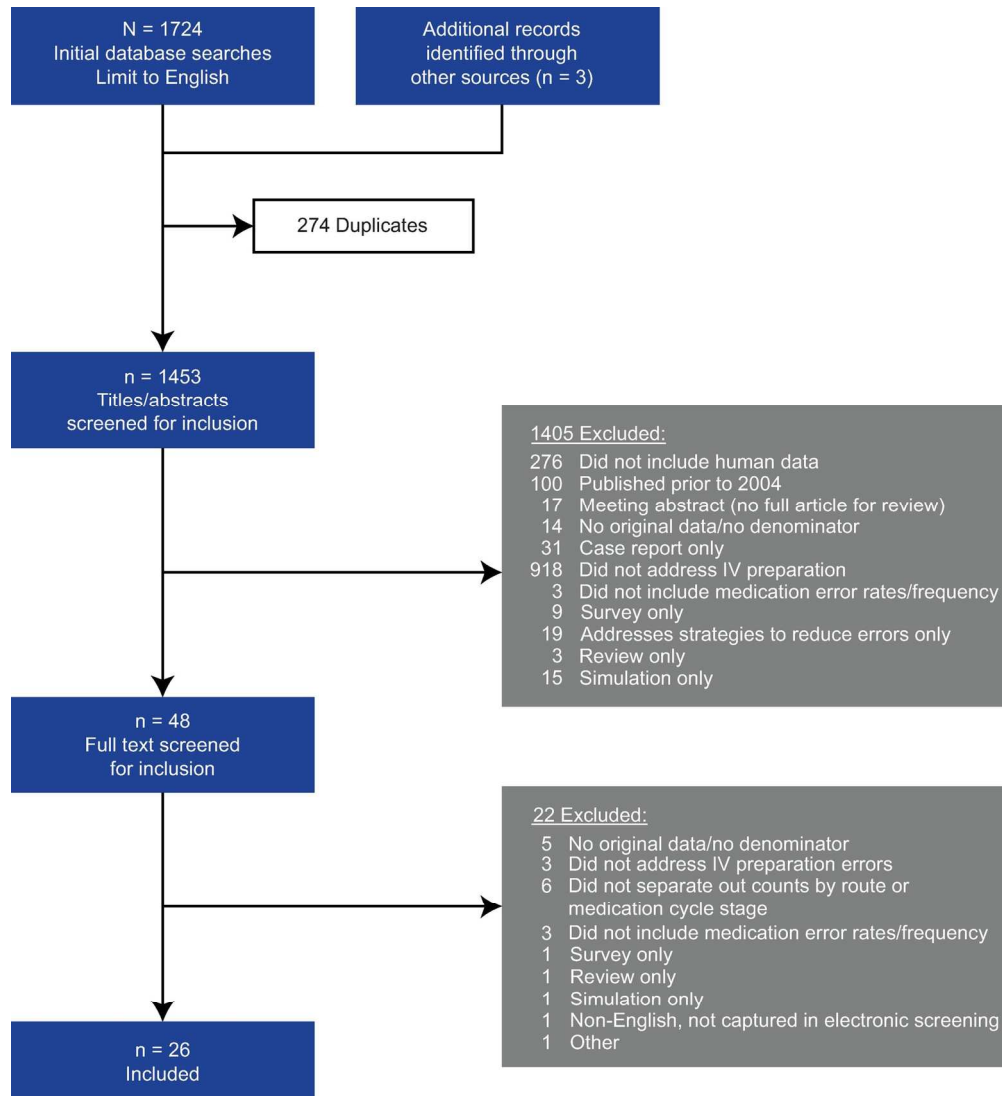 N = 1724
Initial database searches
Limit to English
Additional records
identified through
other sources (n = 3)
274 Duplicates
n = 1453
Titles/abstracts
screened for inclusion
1405 Excluded:
276 Did not include human data
100 Published prior to 2004
17 Meeting abstract (no full article for review)
14 No original data/no denominator
31 Case report only
918 Did not address IV preparation
3 Did not include medication error rates/frequency
9 Survey only
19 Addresses strategies to reduce errors only
3 Review only
15 Simulation only
n = 48
Full text screened
for inclusion
22 Excluded:
5 No original data/no denominator
3 Did not address IV preparation errors
6 Did not separate out counts by route or
medication cycle stage
3 Did not include medication error rates/frequency
1 Survey only
1 Review only
1 Simulation only
1 Non-English, not captured in electronic screening
1 Other
n = 26
Included